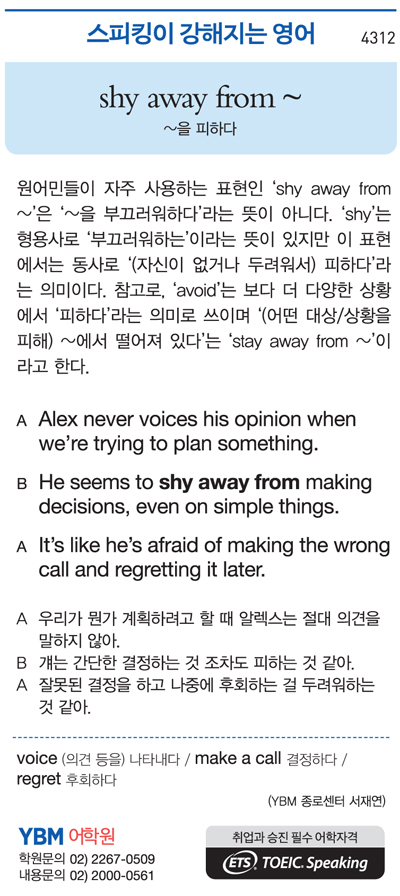 스피킹이 강해지는 영어
4312
shy away from ~
~을 피하다
원어민들이 자주 사용하는 표현인 ‘shy away from
~’은 ‘~을 부끄러워하다’라는 뜻이 아니다. ‘shy’는
형용사로 ‘부끄러워하는’이라는 뜻이 있지만 이 표현
에서는 동사로 ‘(자신이 없거나 두려워서) 피하다’라
는 의미이다. 참고로, ‘avoid’는 보다 더 다양한 상황
에서 ‘피하다’라는 의미로 쓰이며 ‘(어떤 대상/상황을
피해) ~에서 떨어져 있다’는 ‘stay away from ~’이
라고 한다.
A Alex never voices his opinion when
we’re trying to plan something.
B He seems to shy away from making
decisions, even on simple things.
A It’s like he’s afraid of making the wrong
call and regretting it later.
A 우리가 뭔가 계획하려고 할 때 알렉스는 절대 의견을
말하지 않아.
B 걔는 간단한 결정하는 것 조차도 피하는 것 같아.
A 잘못된 결정을 하고 나중에 후회하는 걸 두려워하는
것 같아.
voice (의견 등을) 나타내다 / make a call 결정하다 /
regret 후회하다
(YBM 종로센터 서재연)
YBM 어학원
학원문의 02) 2267-0509
내용문의 02) 2000-0561
취업과 승진 필수 어학자격
ETS TOEIC. Speaking